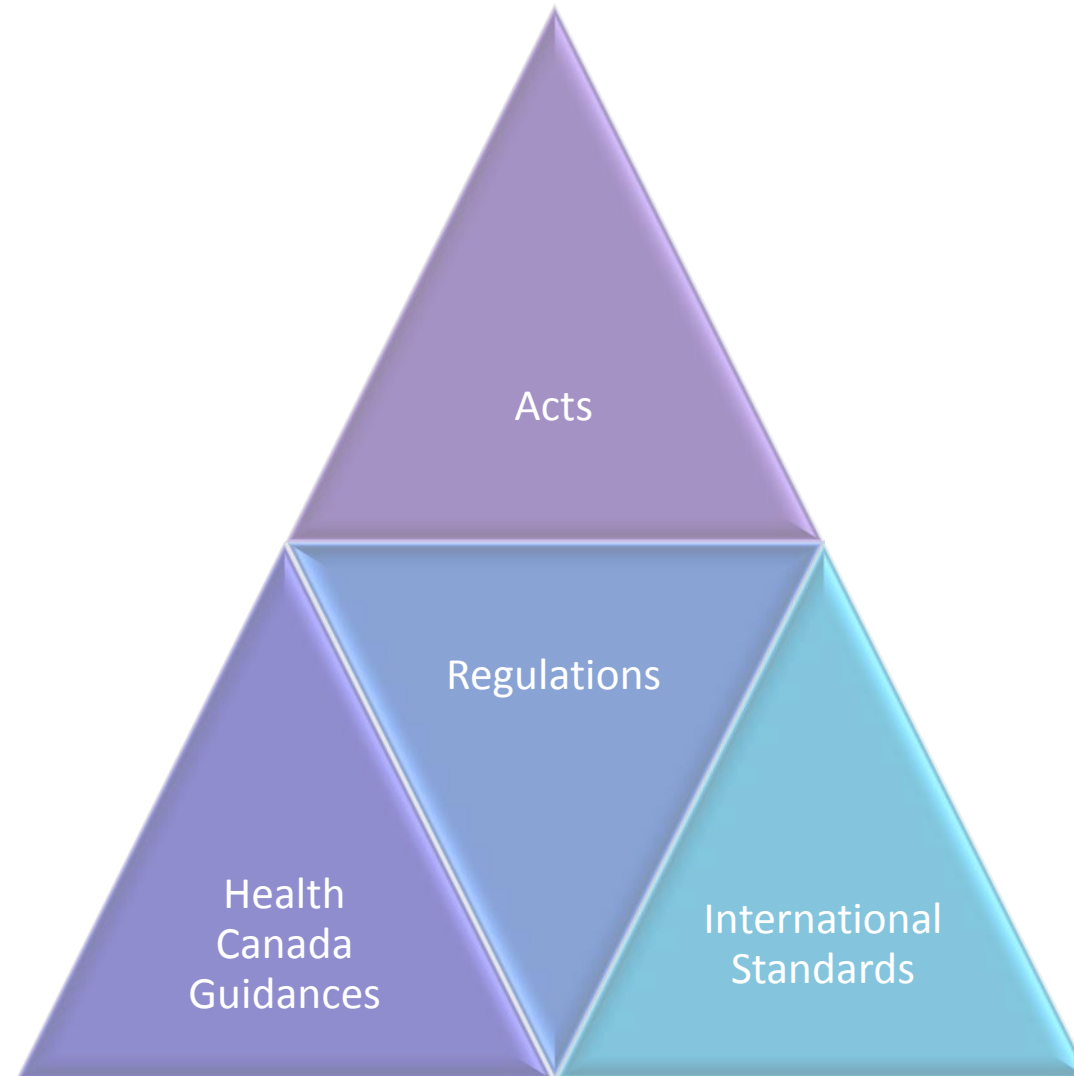 Acts
Regulations
Health
Canada
Guidances
International
Standards